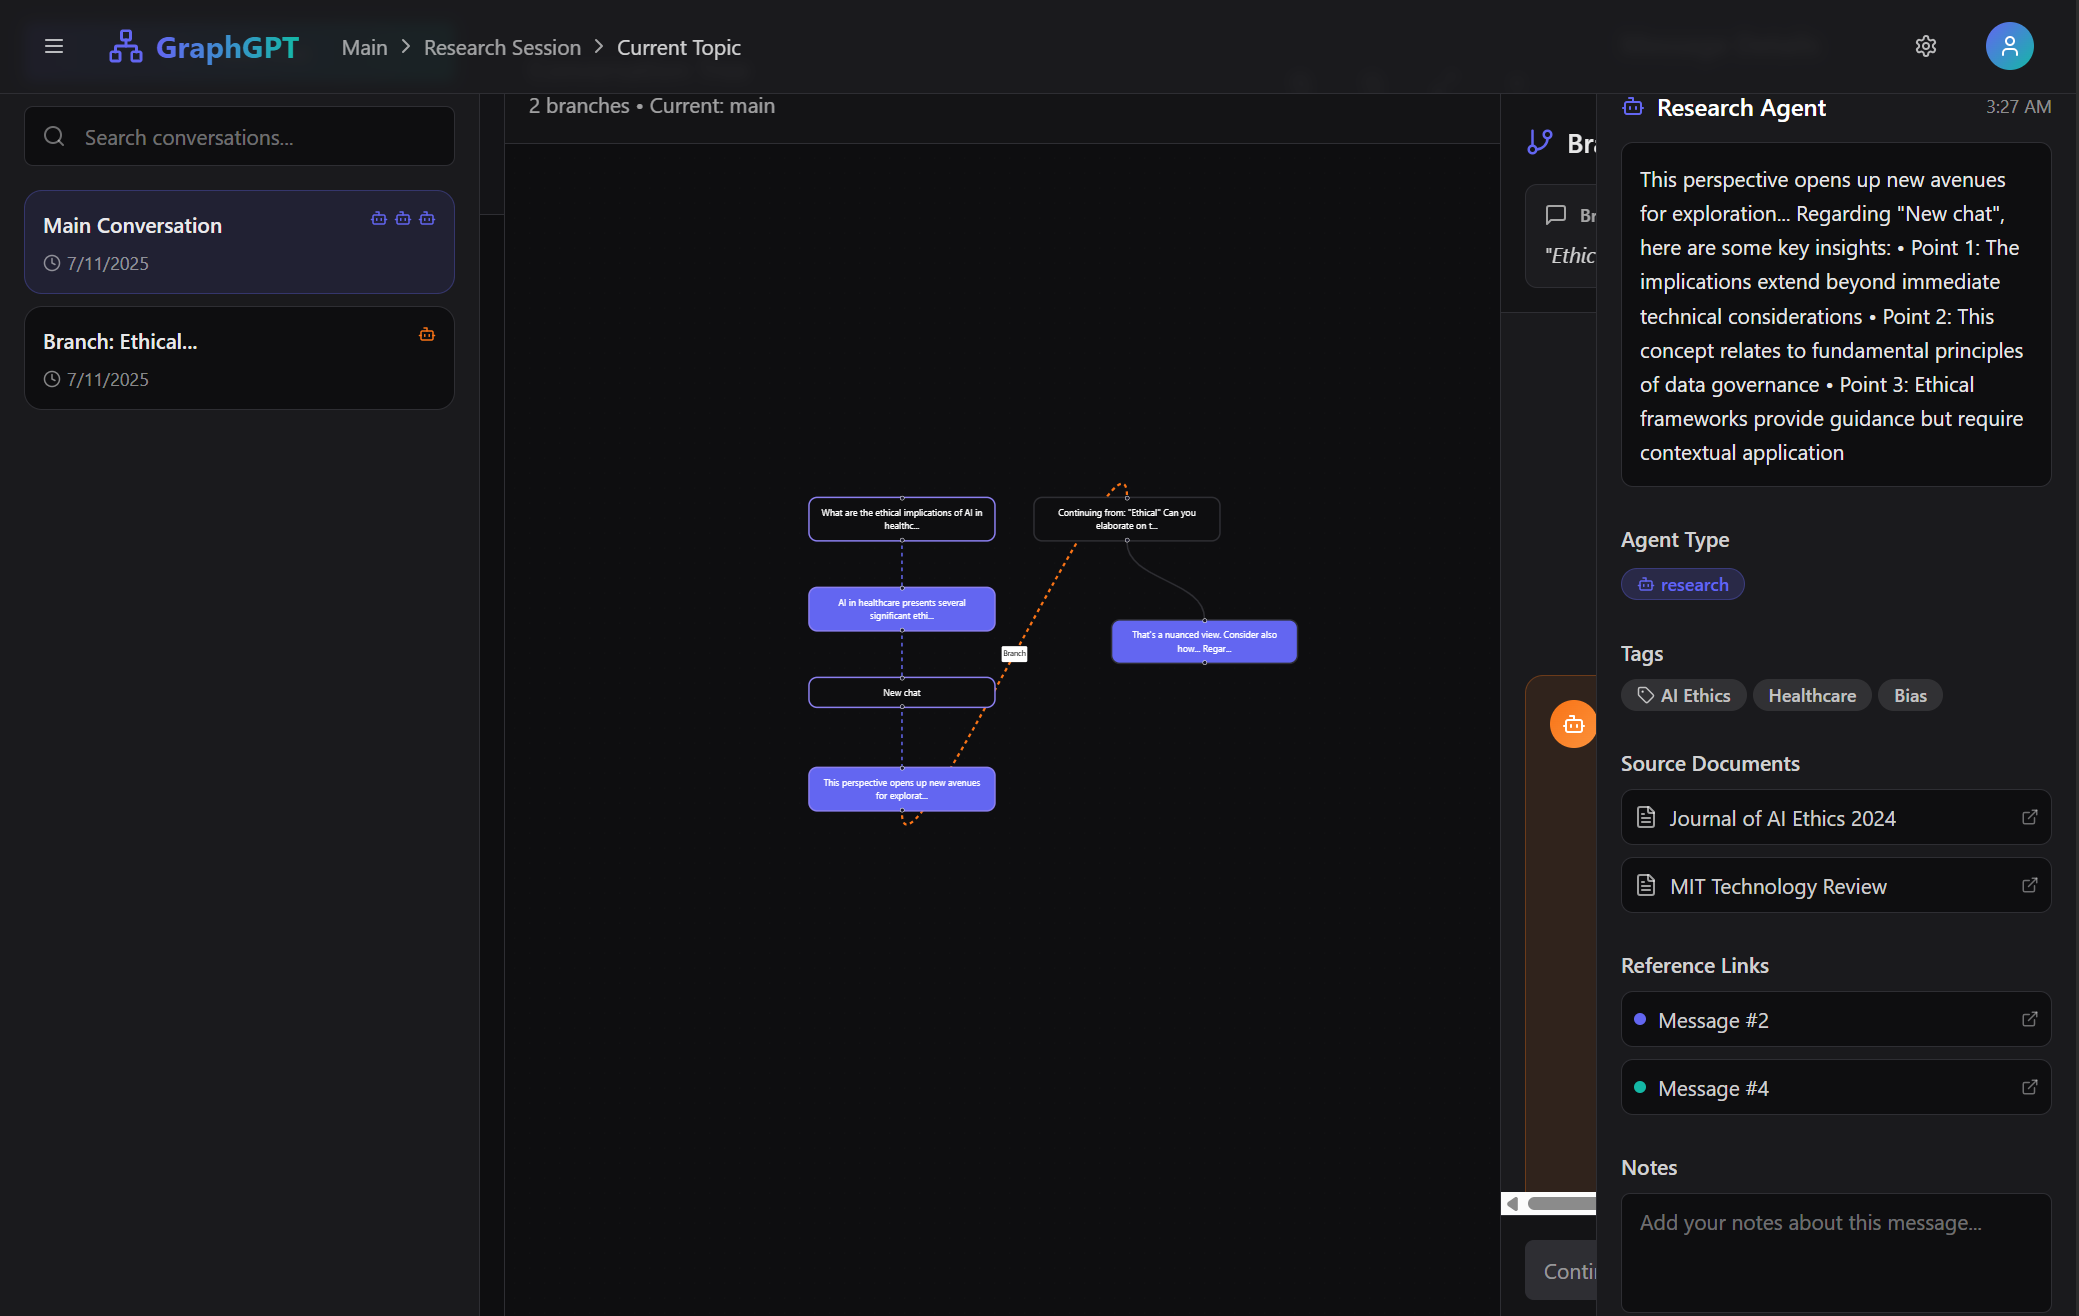 GraphGPT
Main > Research Session > Current Topic
Search conversations...
Main Conversation
7/11/2025
Branch: Ethical...
7/11/2025
2 branches • Current: main
What are the ethical implications of AI in
healthc...
AI in healthcare presents several
significant ethi...
New chat
This perspective opens up new avenues
for explorat...
Branch
Continuing from: "Ethical" Can you
elaborate on t...
That's a nuanced view. Consider also
how... Regar...
Bra
Br
"Ethic
Conti
Research Agent
3:27 AM
This perspective opens up new avenues
for exploration... Regarding "New chat",
here are some key insights: • Point 1: The
implications extend beyond immediate
technical considerations • Point 2: This
concept relates to fundamental principles
of data governance • Point 3: Ethical
frameworks provide guidance but require
contextual application
Agent Type
research
Tags
AI Ethics
Healthcare
Bias
Source Documents
Journal of AI Ethics 2024
MIT Technology Review
Reference Links
Message #2
Message #4
Notes
Add your notes about this message...